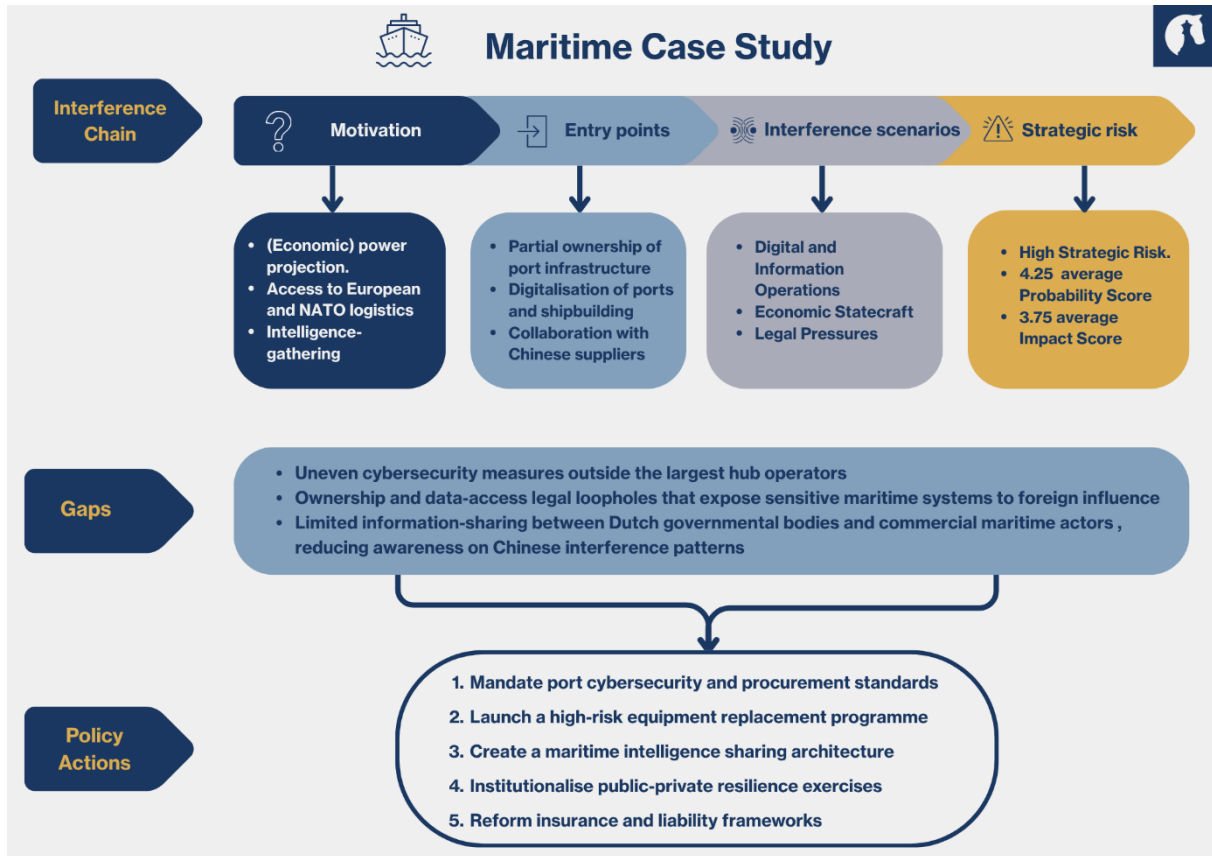 Maritime Case Study
Interference
Chain
Motivation
Entry points
Interference scenarios
Strategic risk
• (Economic) power
projection.
• Access to European
and NATO logistics
• Intelligence-
gathering
• Partial ownership of
port infrastructure
• Digitalisation of ports
and shipbuilding
• Collaboration with
Chinese suppliers
• Digital and
Information
Operations
• Economic Statecraft
• Legal Pressures
• High Strategic Risk.
• 4.25 average
Probability Score
• 3.75 average
Impact Score
Gaps
• Uneven cybersecurity measures outside the largest hub operators
• Ownership and data-access legal loopholes that expose sensitive maritime systems to foreign influence
• Limited information-sharing between Dutch governmental bodies and commercial maritime actors ,
reducing awareness on Chinese interference patterns
Policy
Actions
1. Mandate port cybersecurity and procurement standards
2. Launch a high-risk equipment replacement programme
3. Create a maritime intelligence sharing architecture
4. Institutionalise public-private resilience exercises
5. Reform insurance and liability frameworks